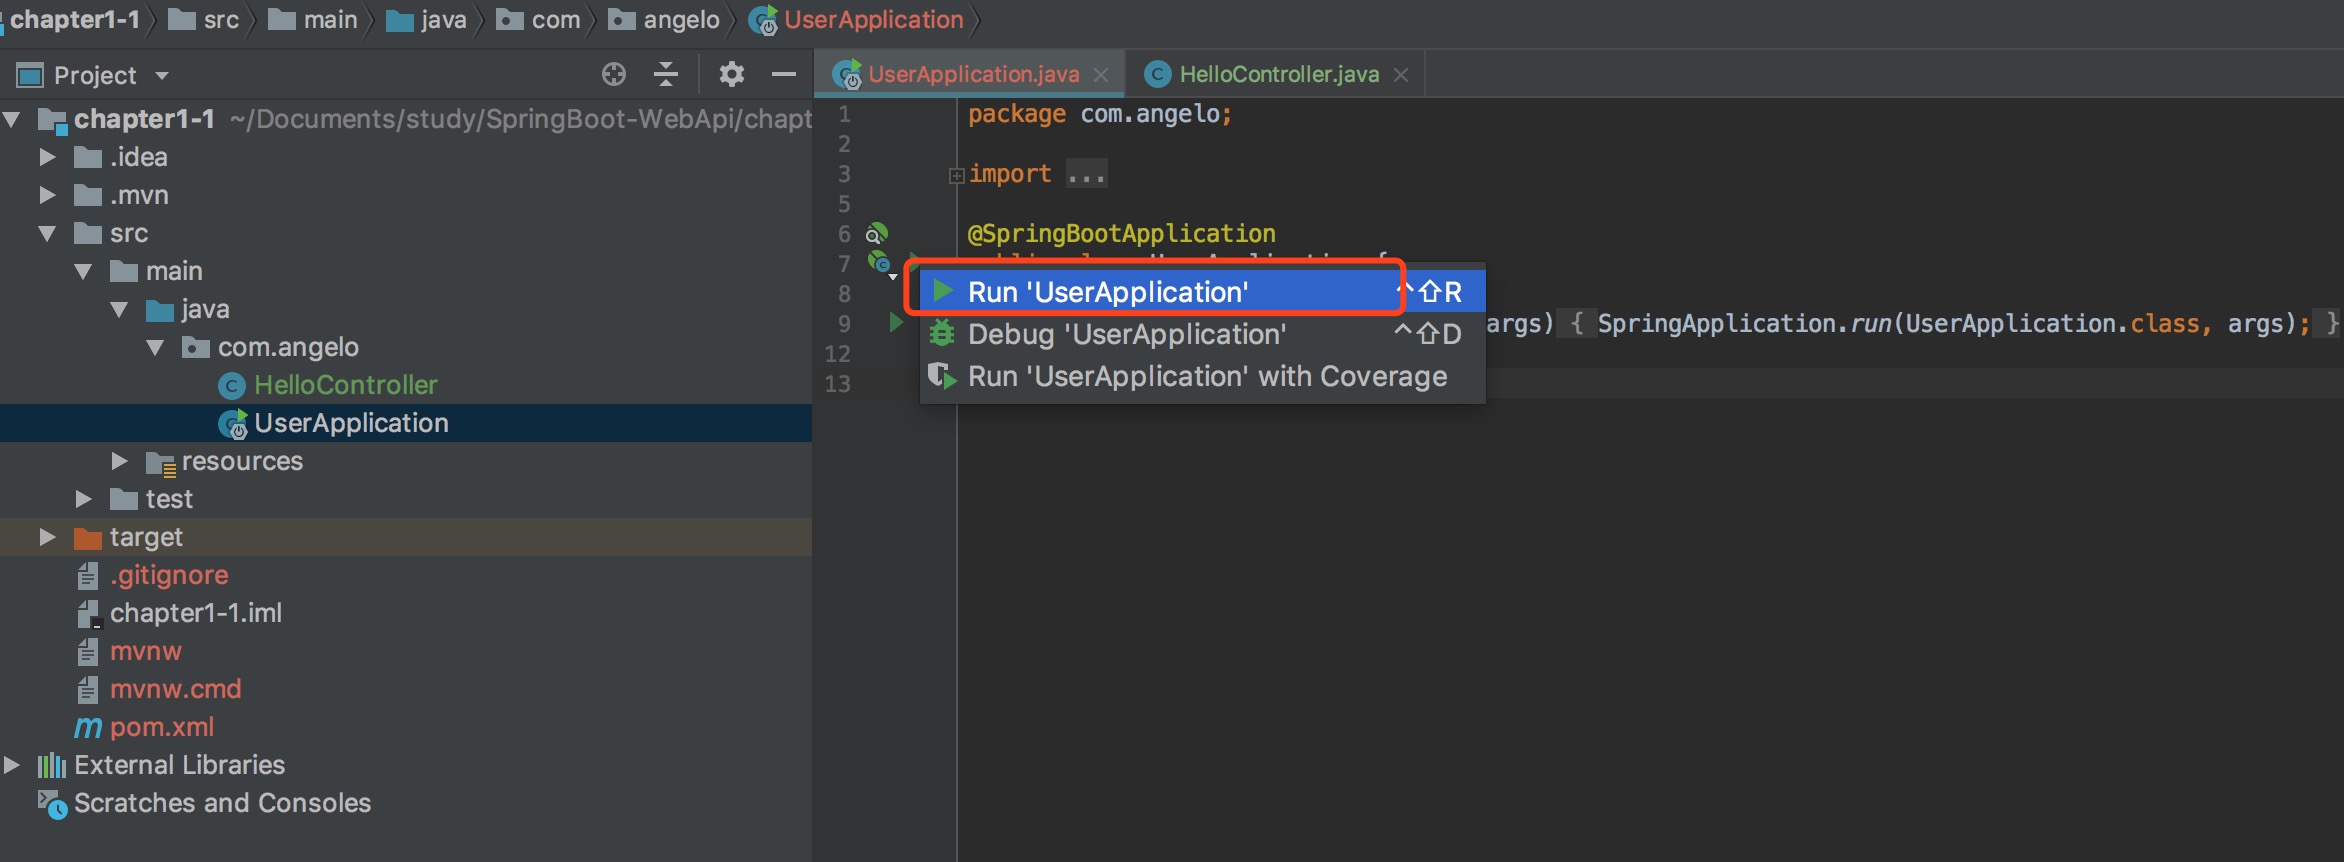 chapter1-1 src main java com angelo UserApplication
Project
UserApplication.java HelloController.java
chapter1-1 ~/Documents/study/SpringBoot-WebApi/chapt
.idea
.mvn
src
main
java
com.angelo
HelloController
UserApplication
resources
test
target
.gitignore
chapter1-1.iml
mvnw
mvnw.cmd
pom.xml
External Libraries
Scratches and Consoles
1 package com.angelo;
2
3 import ...
5
6 @SpringBootApplication
7
8
9 args) { SpringApplication.run(UserApplication.class, args); }
12
13
Run 'UserApplication' ^⇧R
Debug 'UserApplication' ^⇧D
Run 'UserApplication' with Coverage